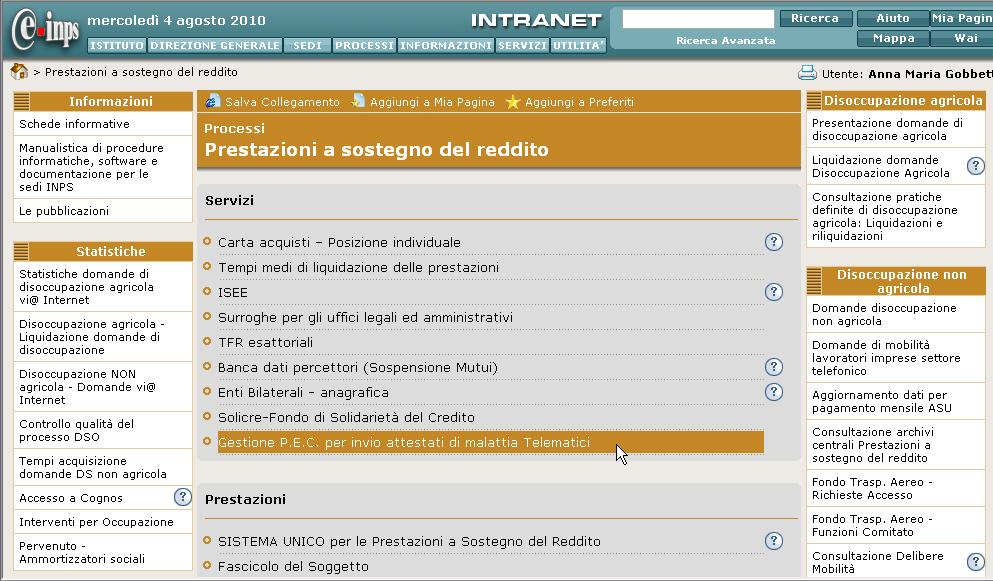 e-inps
mercoledì 4 agosto 2010
INTRANET
Ricerca
Aiuto
Mia Pagin
Ricerca Avanzata
Mappa
Wai
ISTITUTO DIREZIONE GENERALE SEDI PROCESSI INFORMAZIONI SERVIZI UTILITA'
> Prestazioni a sostegno del reddito
Utente: Anna Maria Gobbett
Informazioni
Schede informative
Manualistica di procedure
informatiche, software e
documentazione per le
sedi INPS
Le pubblicazioni
Statistiche
Statistiche domande di
disoccupazione agricola
vi@ Internet
Disoccupazione agricola -
Liquidazione domande di
disoccupazione
Disoccupazione NON
agricola - Domande vi@
Internet
Controllo qualità del
processo DSO
Tempi acquisizione
domande DS non agricola
Accesso a Cognos ?
Interventi per Occupazione
Pervenuto -
Ammortizzatori sociali
Salva Collegamento Aggiungi a Mia Pagina Aggiungi a Preferiti
Processi
Prestazioni a sostegno del reddito
Servizi
Carta acquisti - Posizione individuale ?
Tempi medi di liquidazione delle prestazioni
ISEE ?
Surroghe per gli uffici legali ed amministrativi
TFR esattoriali
Banca dati percettori (Sospensione Mutui) ?
Enti Bilaterali - anagrafica ?
Solicre-Fondo di Solidarietà del Credito
Gestione P.E.C. per invio attestati di malattia Telematici
Prestazioni
SISTEMA UNICO per le Prestazioni a Sostegno del Reddito ?
Fascicolo del Soggetto
Disoccupazione agricola
Presentazione domande di
disoccupazione agricola
Liquidazione domande
Disoccupazione Agricola ?
Consultazione pratiche
definite di disoccupazione
agricola: Liquidazioni e
riliquidazioni
Disoccupazione non
agricola
Domande disoccupazione
non agricola
Domande di mobilità
lavoratori imprese settore
telefonico
Aggiornamento dati per
pagamento mensile ASU
Consultazione archivi
centrali Prestazioni a
sostegno del reddito
Fondo Trasp. Aereo -
Richieste Accesso
Fondo Trasp. Aereo -
Funzioni Comitato
Consultazione Delibere
Mobilità ?